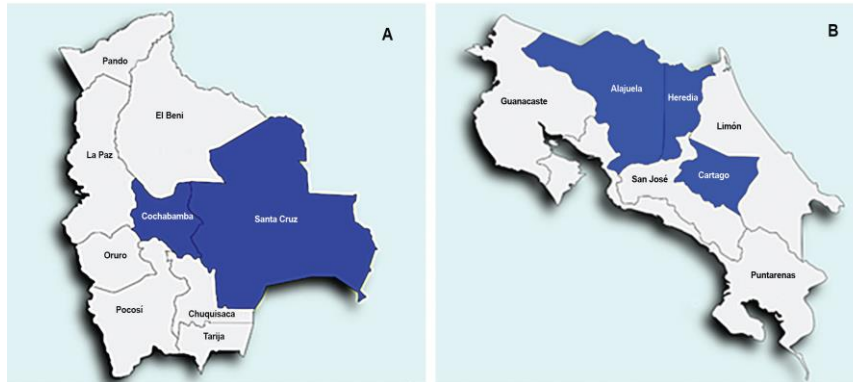 A
Pando
El Beni
La Paz
Cochabamba
Santa Cruz
Oruro
Pocosí
Chuquisaca
Tarija
B
Alajuela
Heredia
Guanacaste
Limón
San José
Cartago
Puntarenas